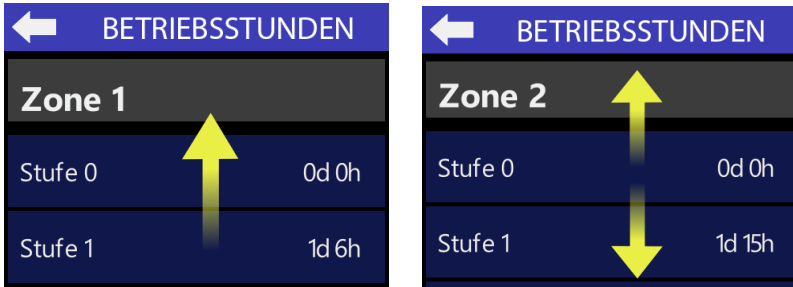 BETRIEBSSTUNDEN
Zone 1
Stufe 0 0d 0h
Stufe 1 1d 6h
BETRIEBSSTUNDEN
Zone 2
Stufe 0 0d 0h
Stufe 1 1d 15h